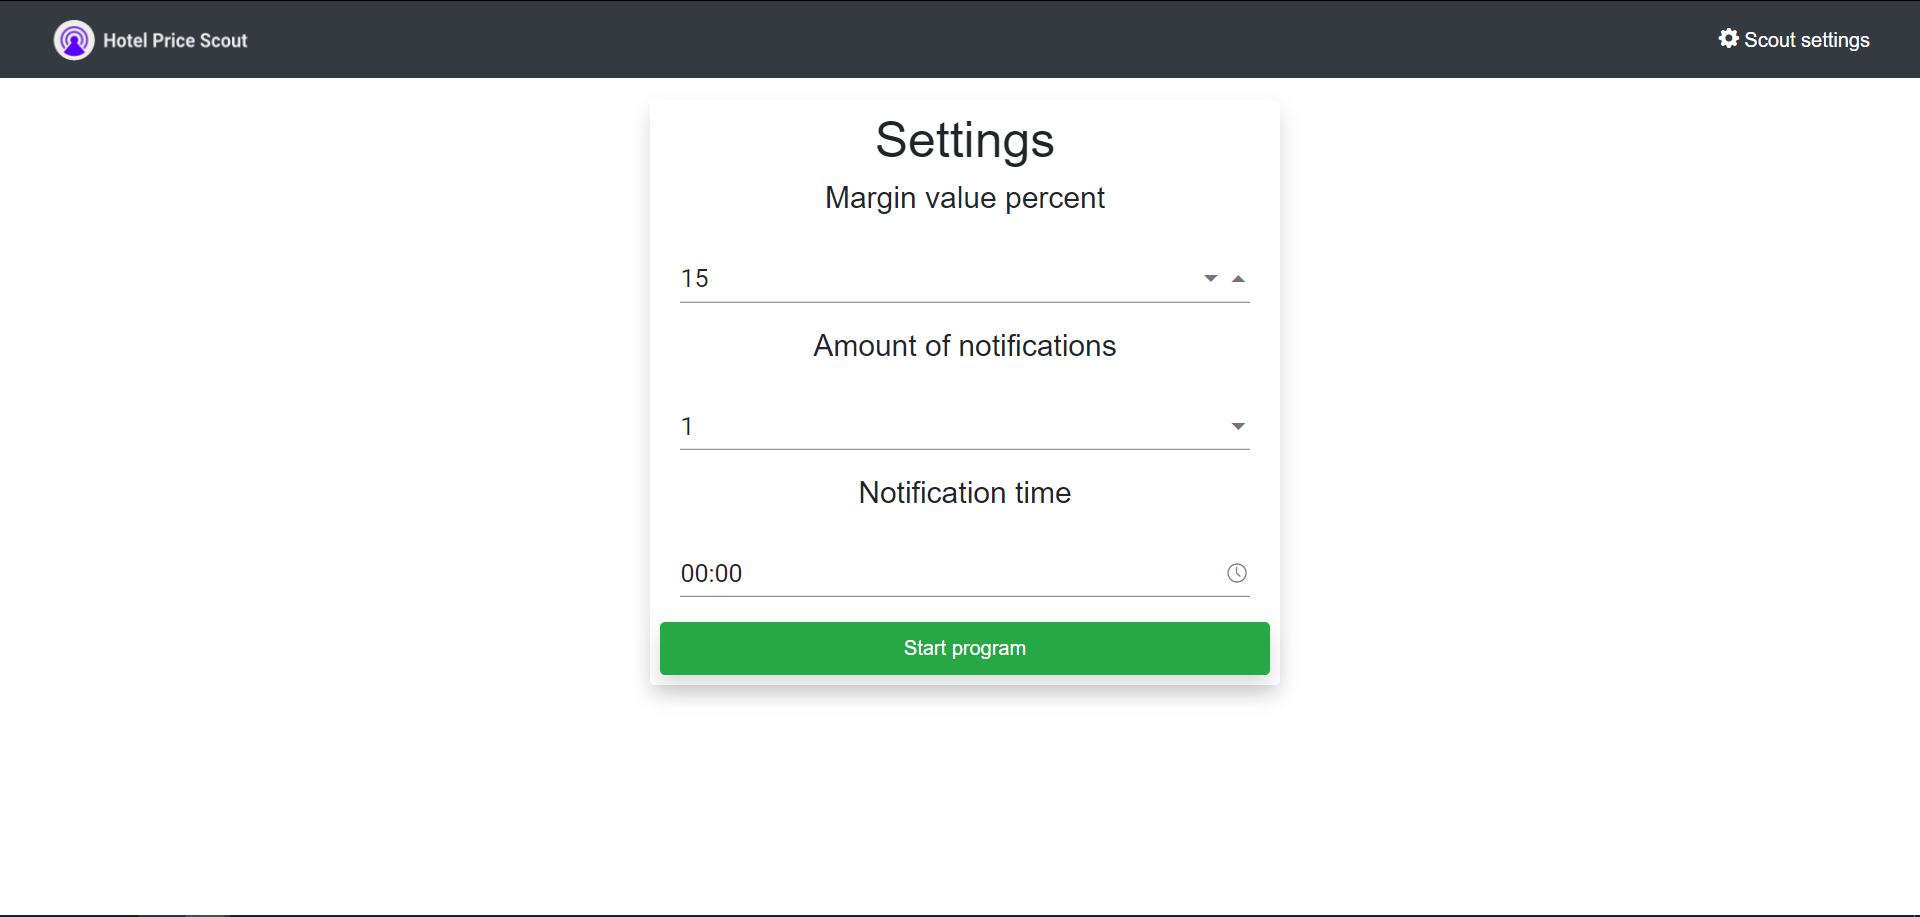 Hotel Price Scout
Scout settings
Settings
Margin value percent
15
Amount of notifications
1
Notification time
00:00
Start program